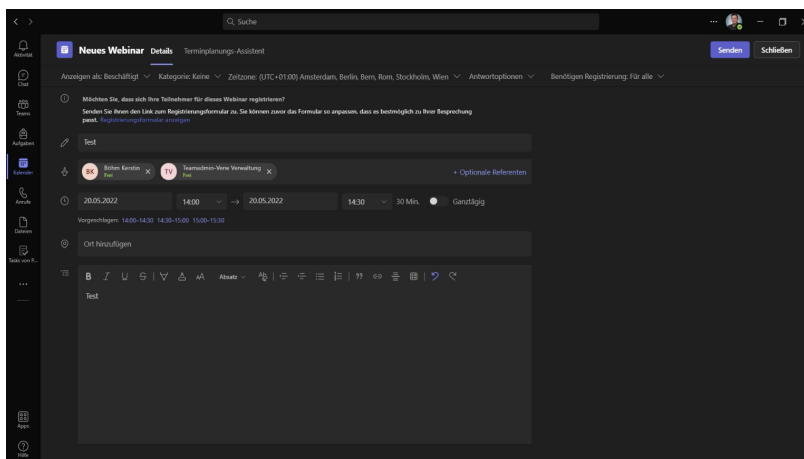 Suche
Neues Webinar Details Terminplanungs-Assistent Senden Schließen
Anzeigen als: Beschäftigt Kategorie: Keine Zeitzone: (UTC+01:00) Amsterdam, Berlin, Bern, Rom, Stockholm, Wien Antwortoptionen Benötigen Registrierung: Für alle
Möchten Sie, dass sich Ihre Teilnehmer für dieses Webinar registrieren?
Senden Sie ihnen den Link zum Registrierungsformular zu. Sie können zuvor das Formular so anpassen, dass es bestmöglich zu Ihrer Besprechung
passt. Registrierungsformular anzeigen
Test
BK Böhm Kerstin × TV Teamadmin-Vene Verwaltung × + Optionale Referenten
Frei Frei
20.05.2022 14:00 → 20.05.2022 14:30 30 Min. Ganztägig
Vorgeschlagen: 14:00-14:30 14:30-15:00 15:00-15:30
Ort hinzufügen
B I U S Absatz
Test
Aktivität
Chat
Teams
Aufgaben
Kalender
Anrufe
Dateien
Tasks von P...
Apps
Hilfe